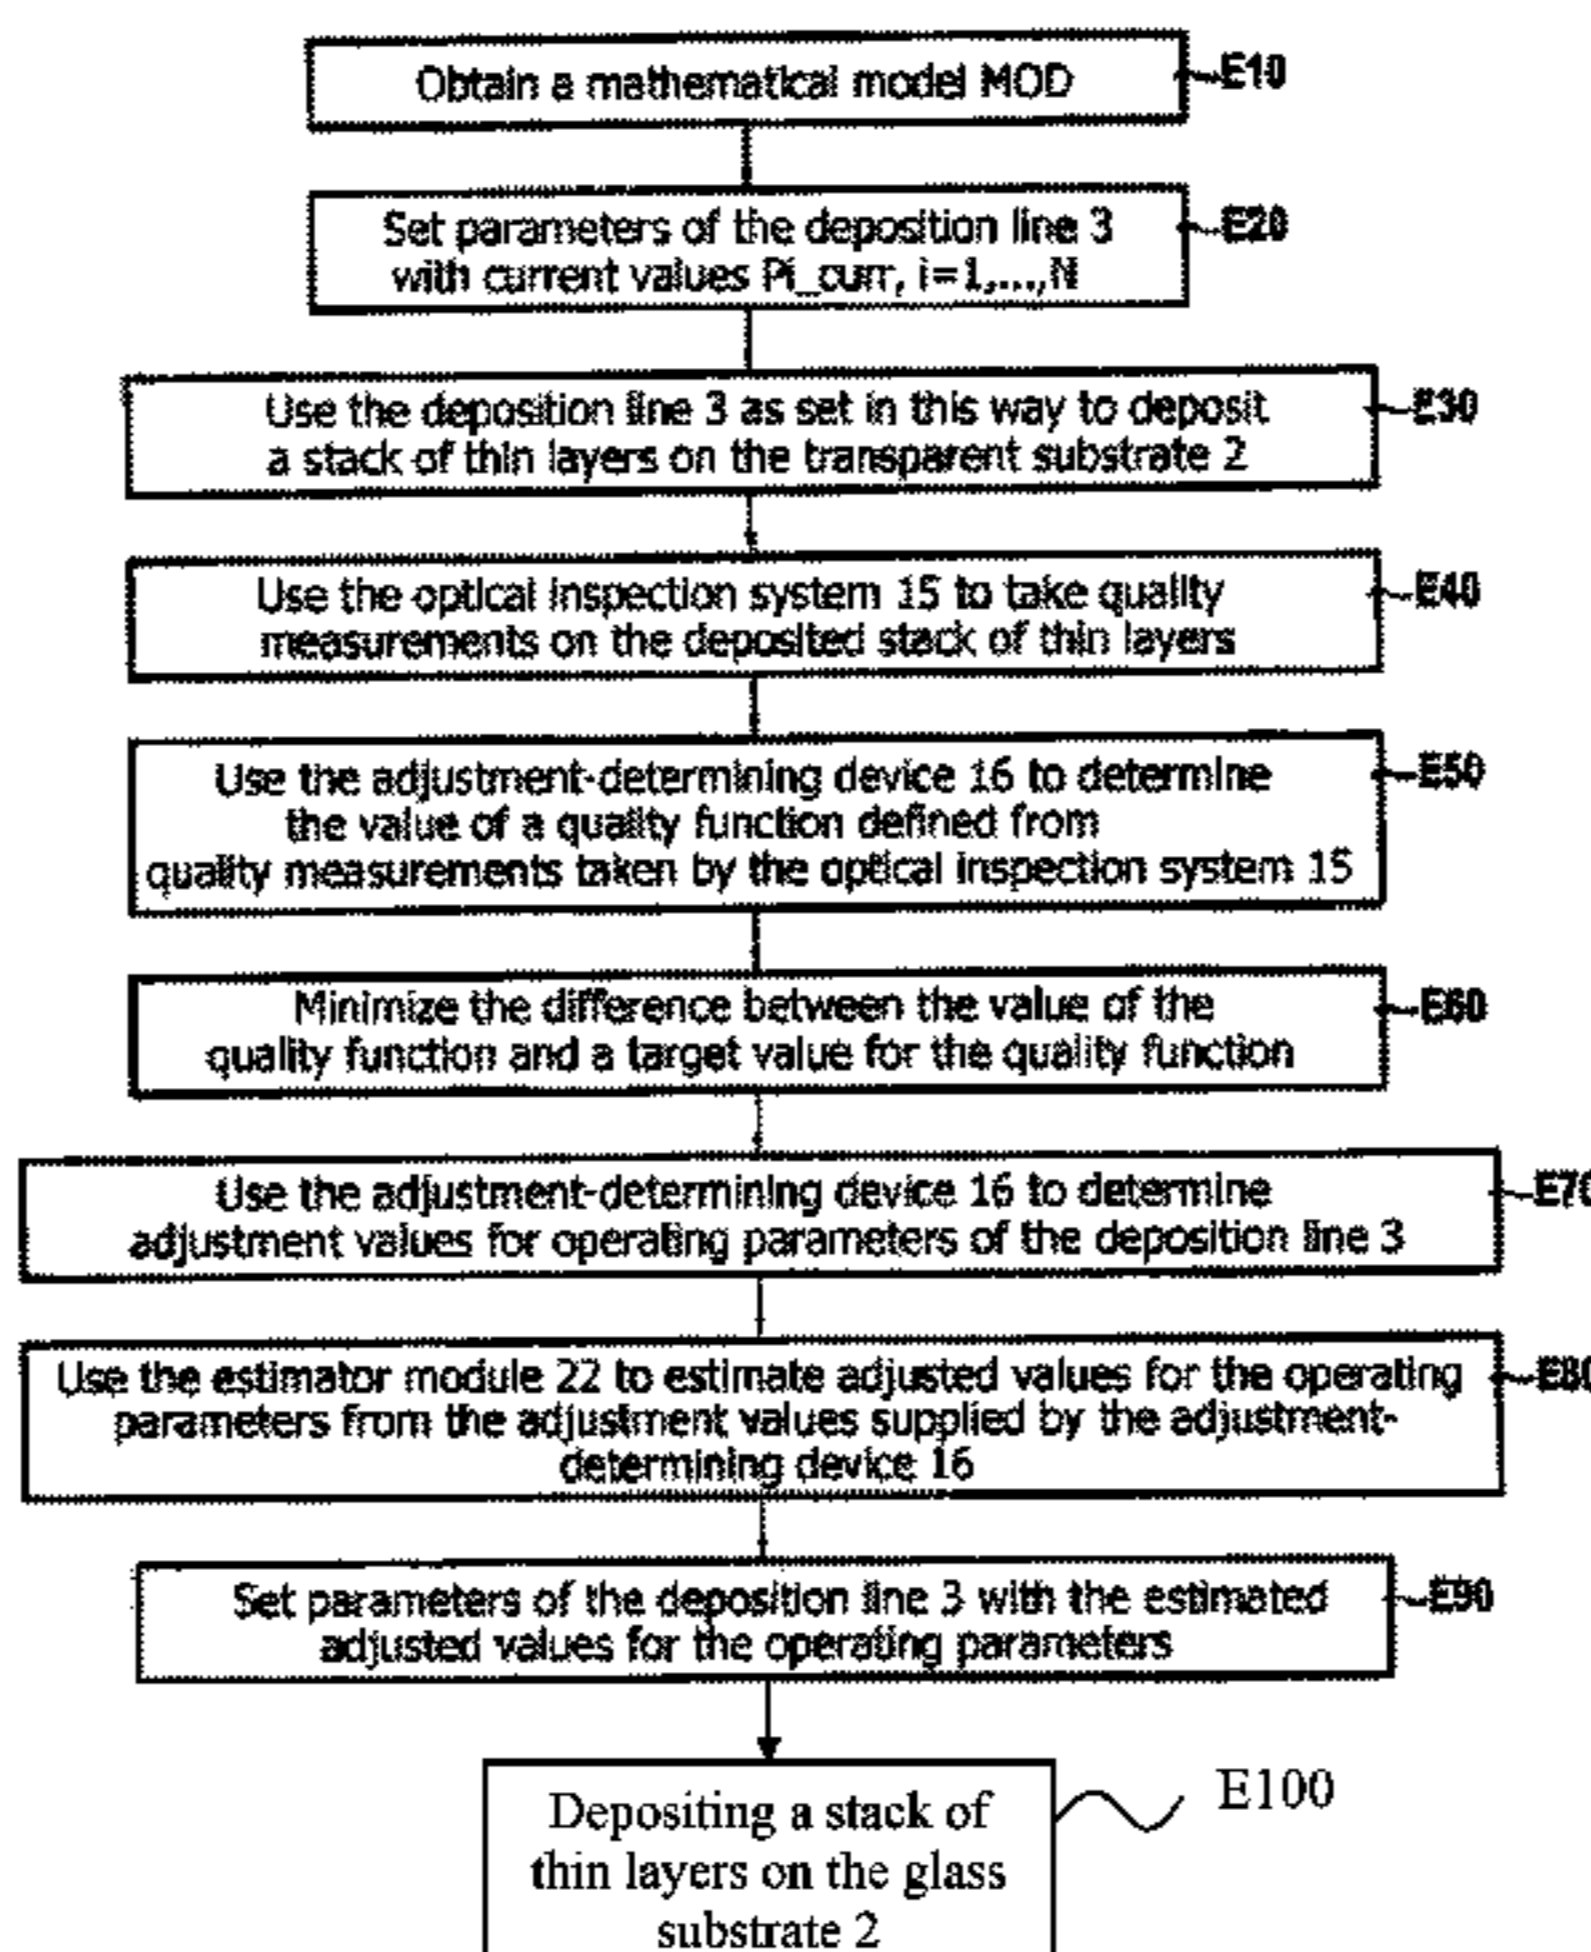 Obtain a mathematical model MOD
E10
Set parameters of the deposition line 3
with current values Pi_curr, i=1,...,N
E20
Use the deposition line 3 as set in this way to deposit
a stack of thin layers on the transparent substrate 2
E30
Use the optical inspection system 15 to take quality
measurements on the deposited stack of thin layers
E40
Use the adjustment-determining device 16 to determine
the value of a quality function defined from
quality measurements taken by the optical inspection system 15
E50
Minimize the difference between the value of the
quality function and a target value for the quality function
E60
Use the adjustment-determining device 16 to determine
adjustment values for operating parameters of the deposition line 3
E70
Use the estimator module 22 to estimate adjusted values for the operating
parameters from the adjustment values supplied by the adjustment-
determining device 16
E80
Set parameters of the deposition line 3 with the estimated
adjusted values for the operating parameters
E90
Depositing a stack of
thin layers on the glass
substrate 2
E100